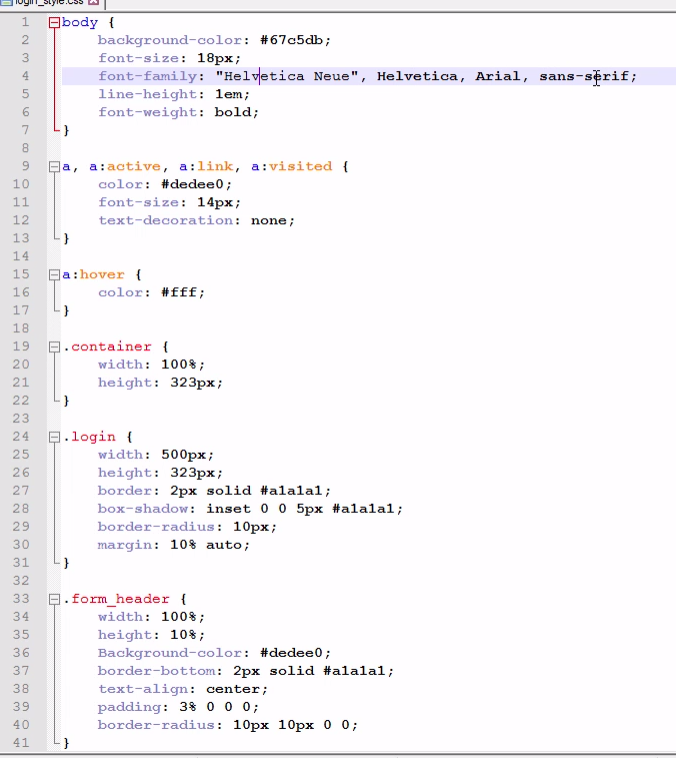 login_style.css
1 body {
2 background-color: #67c5db;
3 font-size: 18px;
4 font-family: "Helvetica Neue", Helvetica, Arial, sans-serif;
5 line-height: 1em;
6 font-weight: bold;
7 }
8
9 a, a:active, a:link, a:visited {
10 color: #dedee0;
11 font-size: 14px;
12 text-decoration: none;
13 }
14
15 a:hover {
16 color: #fff;
17 }
18
19 .container {
20 width: 100%;
21 height: 323px;
22 }
23
24 .login {
25 width: 500px;
26 height: 323px;
27 border: 2px solid #a1a1a1;
28 box-shadow: inset 0 0 5px #a1a1a1;
29 border-radius: 10px;
30 margin: 10% auto;
31 }
32
33 .form_header {
34 width: 100%;
35 height: 10%;
36 Background-color: #dedee0;
37 border-bottom: 2px solid #a1a1a1;
38 text-align: center;
39 padding: 3% 0 0 0;
40 border-radius: 10px 10px 0 0;
41 }